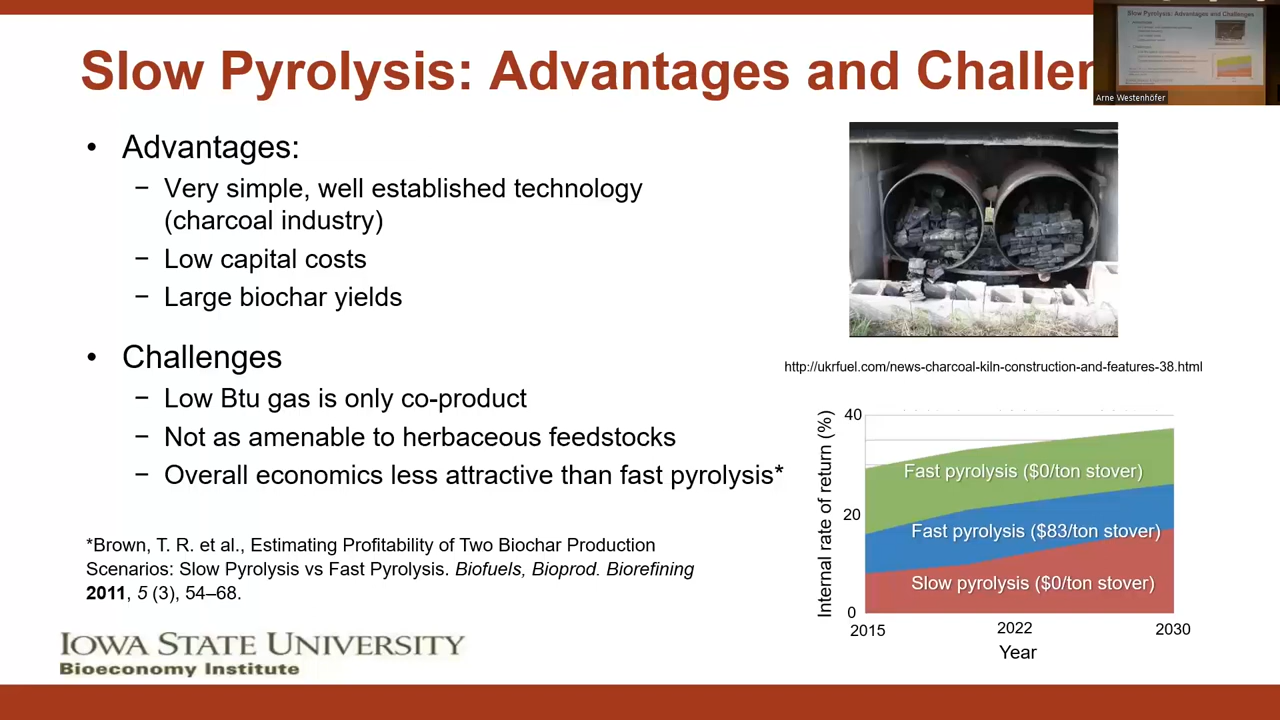 Slow Pyrolysis: Advantages and Challen
Slow Pyrolysis: Advantages and Challenges
Arne Westenhöfer
• Advantages:
− Very simple, well established technology
(charcoal industry)
− Low capital costs
− Large biochar yields
• Challenges
− Low Btu gas is only co-product
− Not as amenable to herbaceous feedstocks
− Overall economics less attractive than fast pyrolysis*
*Brown, T. R. et al., Estimating Profitability of Two Biochar Production
Scenarios: Slow Pyrolysis vs Fast Pyrolysis. Biofuels, Bioprod. Biorefining
2011, 5 (3), 54–68.
IOWA STATE UNIVERSITY
Bioeconomy Institute
http://ukrfuel.com/news-charcoal-kiln-construction-and-features-38.html
Internal rate of return (%)
40
20
0
Fast pyrolysis ($0/ton stover)
Fast pyrolysis ($83/ton stover)
Slow pyrolysis ($0/ton stover)
2015
2022
2030
Year